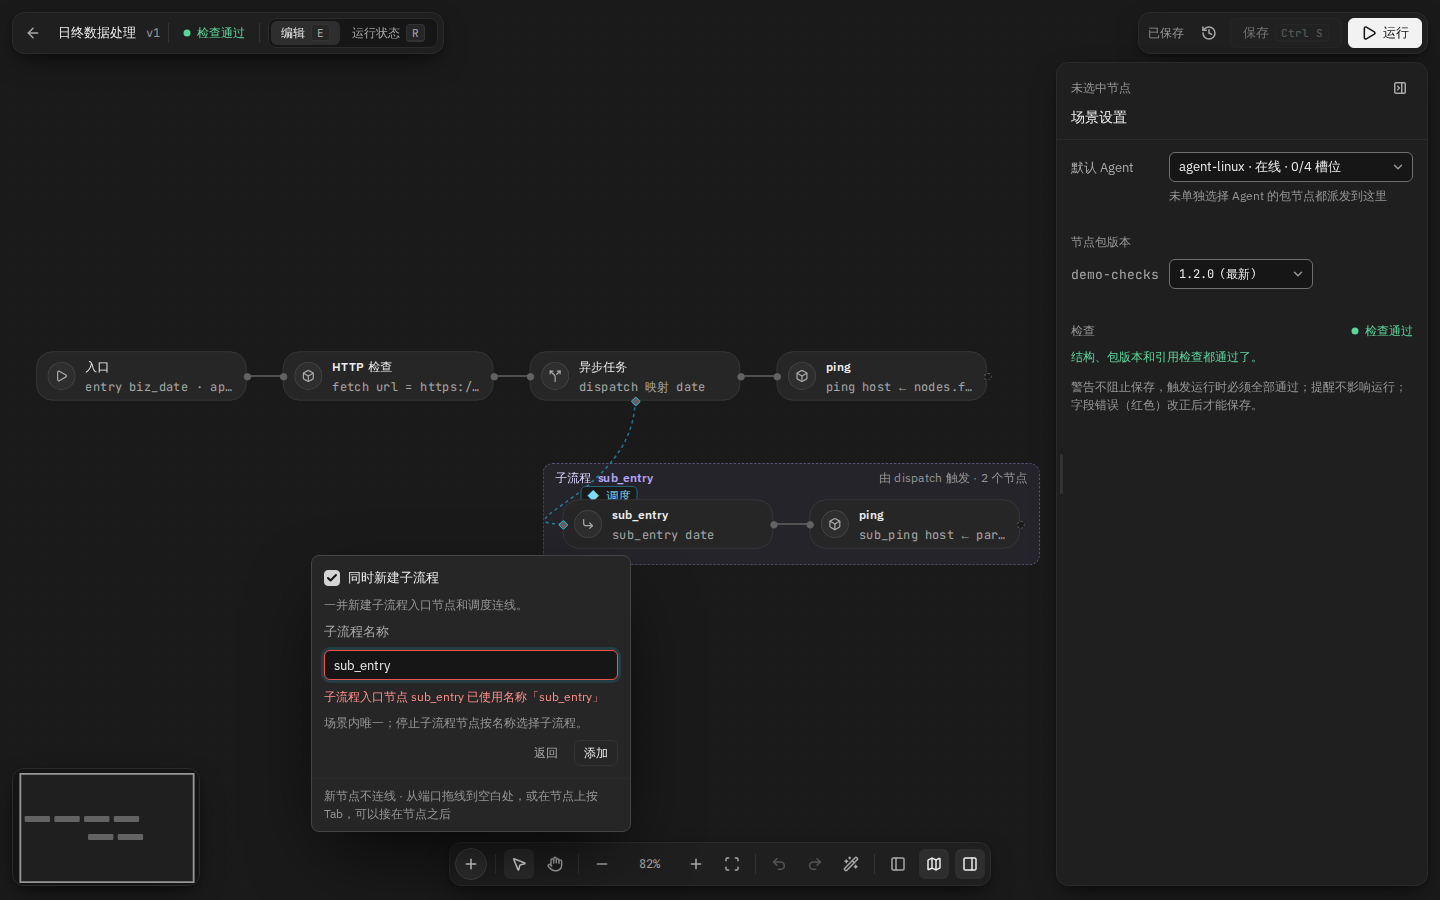 日终数据处理 v1 检查通过 编辑 E 运行状态 R
已保存 保存 Ctrl S 运行
未选中节点
场景设置
默认 Agent agent-linux · 在线 · 0/4 槽位
未单独选择 Agent 的包节点都派发到这里
节点包版本
demo-checks 1.2.0 (最新)
检查 检查通过
结构、包版本和引用检查都通过了。
警告不阻止保存，触发运行时必须全部通过；提醒不影响运行；
字段错误（红色）改正后才能保存。
入口
entry biz_date · ap…
HTTP 检查
fetch url = https:/…
异步任务
dispatch 映射 date
ping
ping host ← nodes.f…
子流程 sub_entry 由 dispatch 触发 · 2 个节点
调度
sub_entry
sub_entry date
ping
sub_ping host ← par…
同时新建子流程
一并新建子流程入口节点和调度连线。
子流程名称
sub_entry
子流程入口节点 sub_entry 已使用名称「sub_entry」
场景内唯一；停止子流程节点按名称选择子流程。
返回 添加
新节点不连线 · 从端口拖线到空白处，或在节点上按
Tab，可以接在节点之后
82%